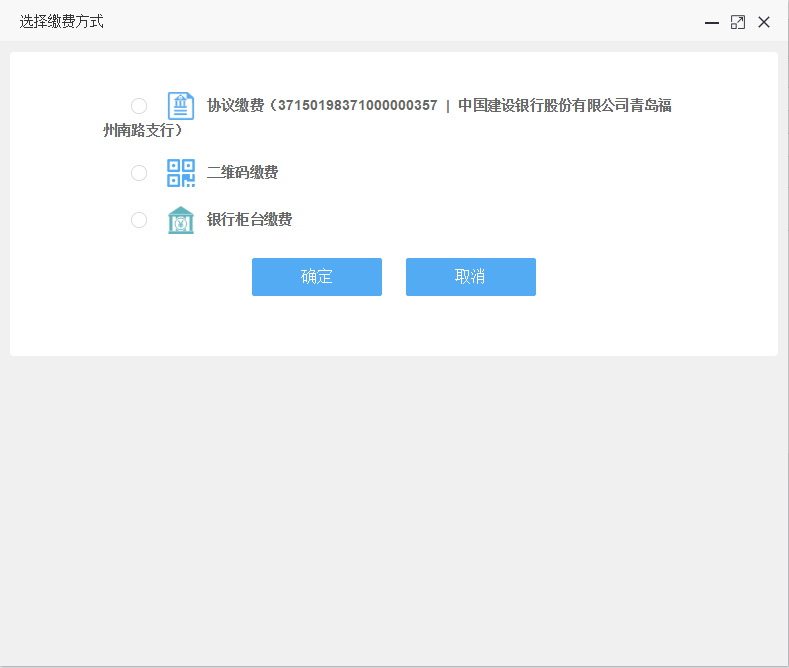 选择缴费方式
协议缴费（37150198371000000357 | 中国建设银行股份有限公司青岛福
州南路支行）
二维码缴费
银行柜台缴费
确定 取消